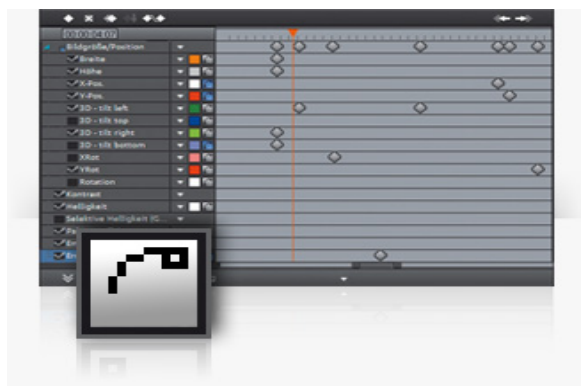 00:00:04:07
Bildgröße/Position
Breite
Höhe
X-Pos.
Y-Pos.
3D - tilt left
3D - tilt top
3D - tilt right
3D - tilt bottom
XRot
YRot
Rotation
Kontrast
Helligkeit
Selektive Helligkeit (G